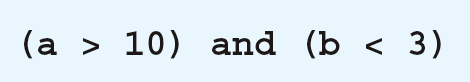 (a > 10) and (b < 3)